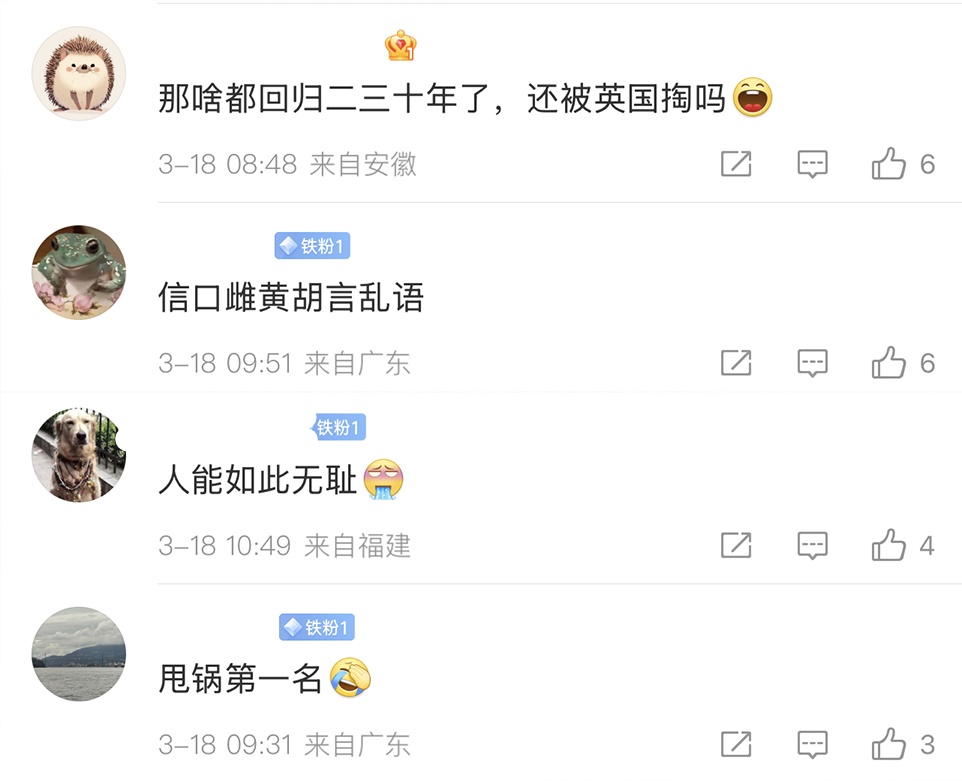 1
那啥都回归二三十年了，还被英国掏吗
3-18 08:48 来自安徽
6
铁粉1
信口雌黄胡言乱语
3-18 09:51 来自广东
6
铁粉1
人能如此无耻
3-18 10:49 来自福建
4
铁粉1
甩锅第一名
3-18 09:31 来自广东
3